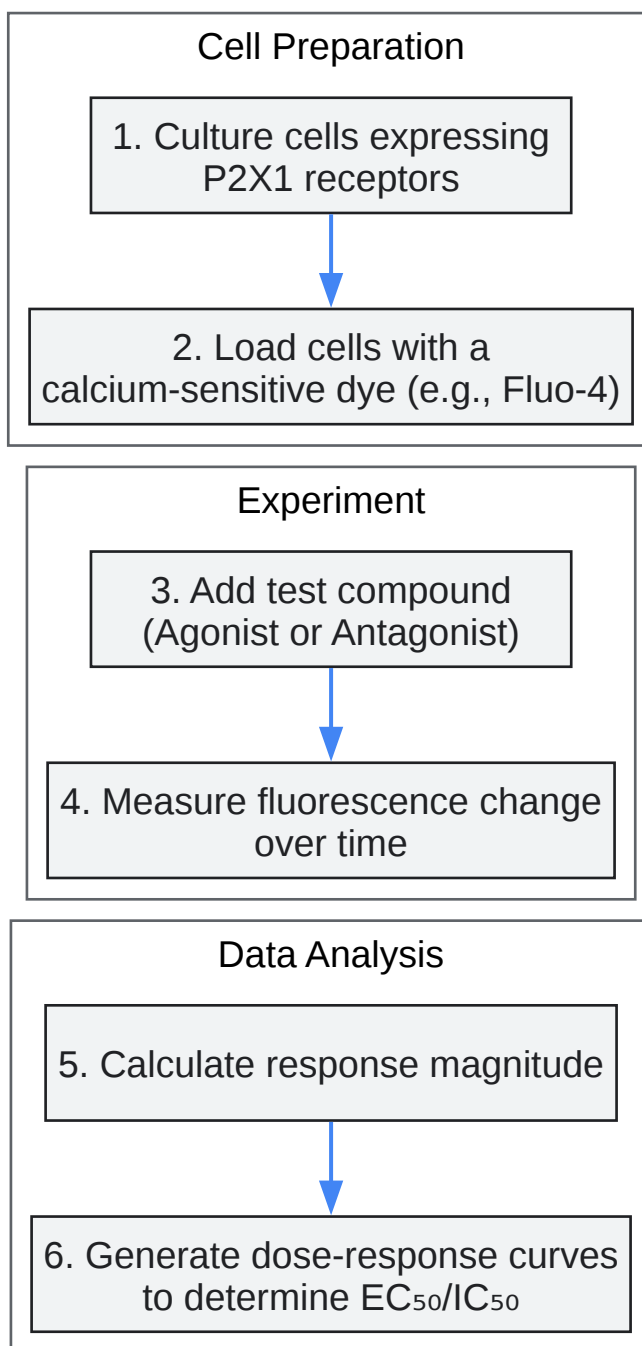 Cell Preparation
1. Culture cells expressing
P2X1 receptors
2. Load cells with a
calcium-sensitive dye (e.g., Fluo-4)
Experiment
3. Add test compound
(Agonist or Antagonist)
4. Measure fluorescence change
over time
Data Analysis
5. Calculate response magnitude
6. Generate dose-response curves
to determine EC₅₀/IC₅₀